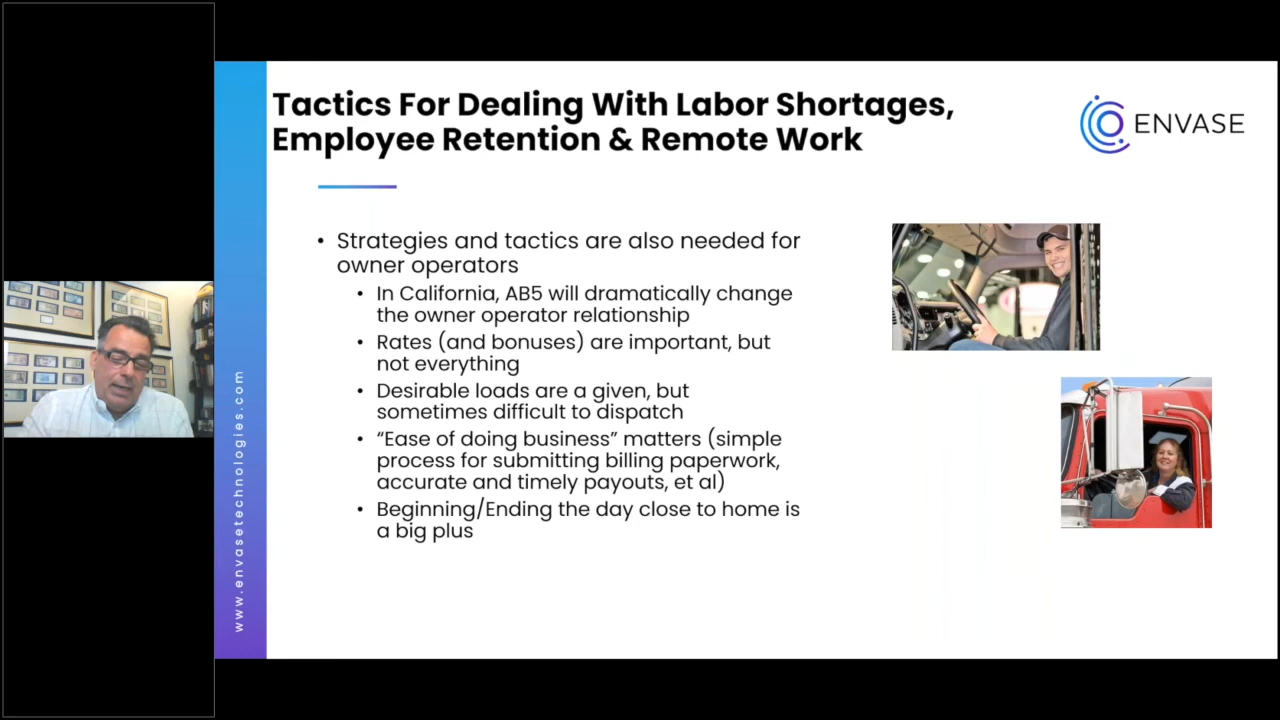 Tactics For Dealing With Labor Shortages,
Employee Retention & Remote Work
ENVASE
• Strategies and tactics are also needed for
owner operators
• In California, AB5 will dramatically change
the owner operator relationship
• Rates (and bonuses) are important, but
not everything
• Desirable loads are a given, but
sometimes difficult to dispatch
• “Ease of doing business” matters (simple
process for submitting billing paperwork,
accurate and timely payouts, et al)
• Beginning/Ending the day close to home is
a big plus
www.envasetechnologies.com